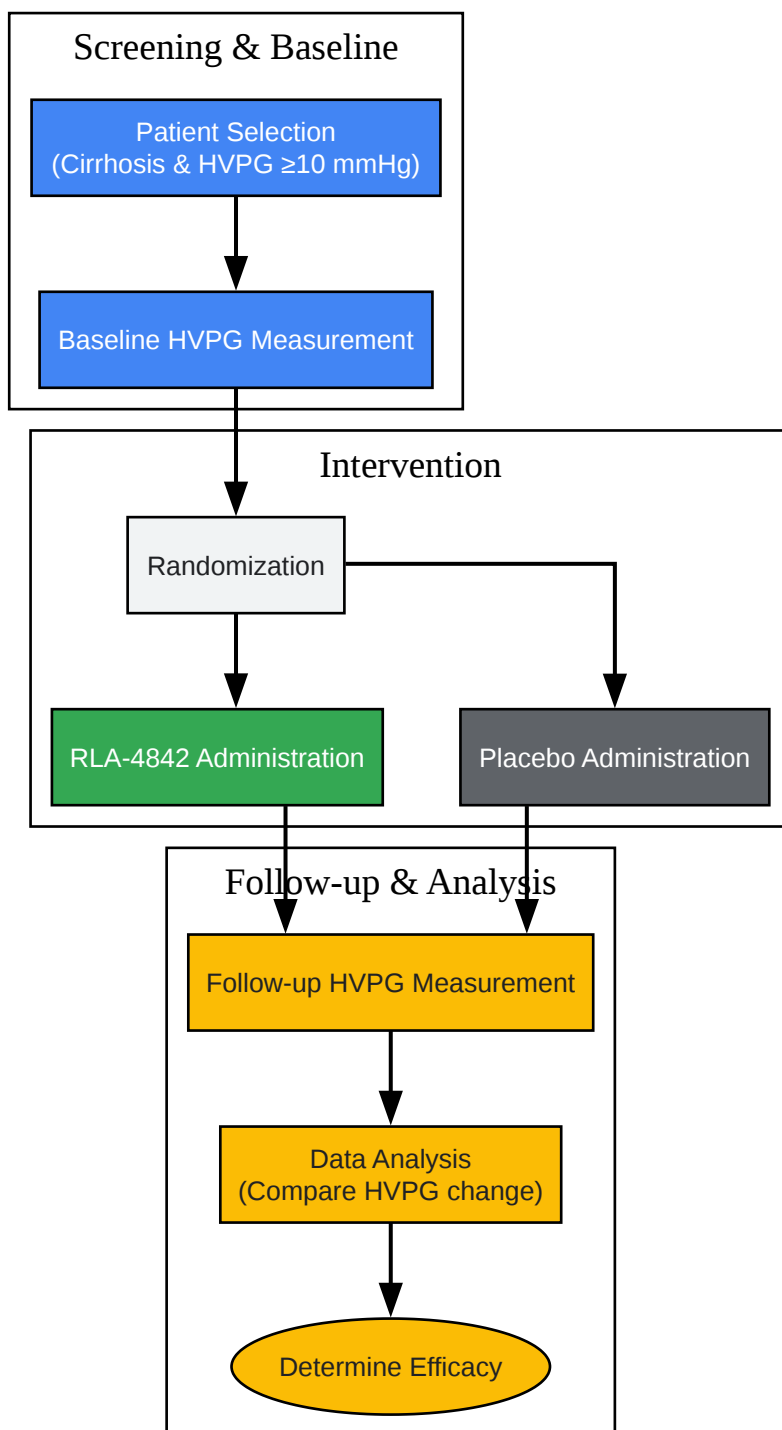 Screening & Baseline
Patient Selection
(Cirrhosis & HVPG ≥10 mmHg)
Baseline HVPG Measurement
Intervention
Randomization
RLA-4842 Administration
Placebo Administration
Follow-up & Analysis
Follow-up HVPG Measurement
Data Analysis
(Compare HVPG change)
Determine Efficacy